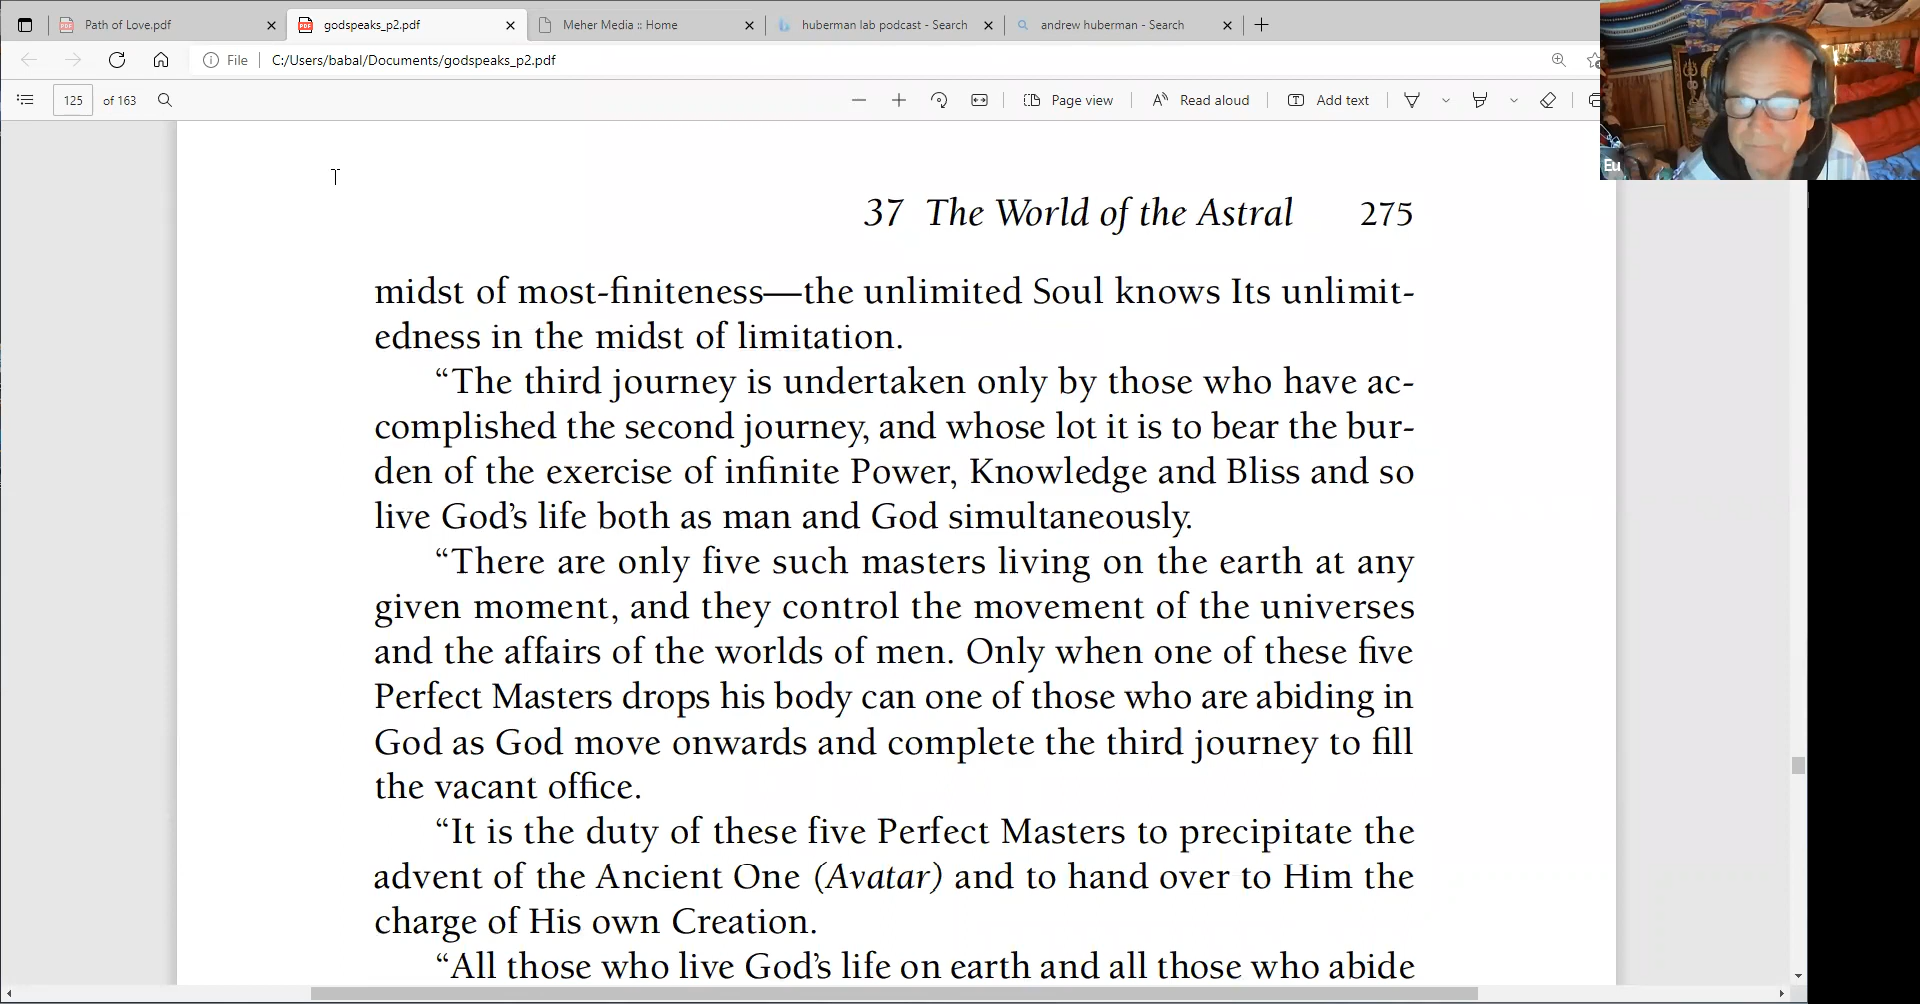 Path of Love.pdf
godspeaks_p2.pdf
Meher Media :: Home
huberman lab podcast - Search
andrew huberman - Search
File
C:/Users/babal/Documents/godspeaks_p2.pdf
125 of 163
Page view
Read aloud
Add text
Eu
37 The World of the Astral 275
midst of most-finiteness—the unlimited Soul knows Its unlimit-
edness in the midst of limitation.
“The third journey is undertaken only by those who have ac-
complished the second journey, and whose lot it is to bear the bur-
den of the exercise of infinite Power, Knowledge and Bliss and so
live God’s life both as man and God simultaneously.
“There are only five such masters living on the earth at any
given moment, and they control the movement of the universes
and the affairs of the worlds of men. Only when one of these five
Perfect Masters drops his body can one of those who are abiding in
God as God move onwards and complete the third journey to fill
the vacant office.
“It is the duty of these five Perfect Masters to precipitate the
advent of the Ancient One (Avatar) and to hand over to Him the
charge of His own Creation.
“All those who live God’s life on earth and all those who abide